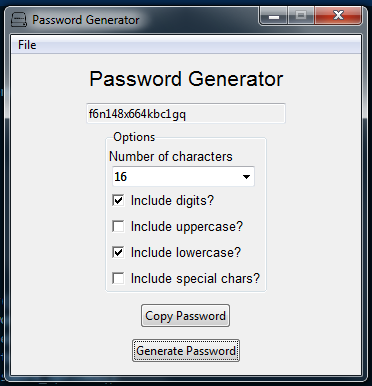 Password Generator
File
Password Generator
f6n148x664kbc1gq
Options
Number of characters
16
Include digits?
Include uppercase?
Include lowercase?
Include special chars?
Copy Password
Generate Password